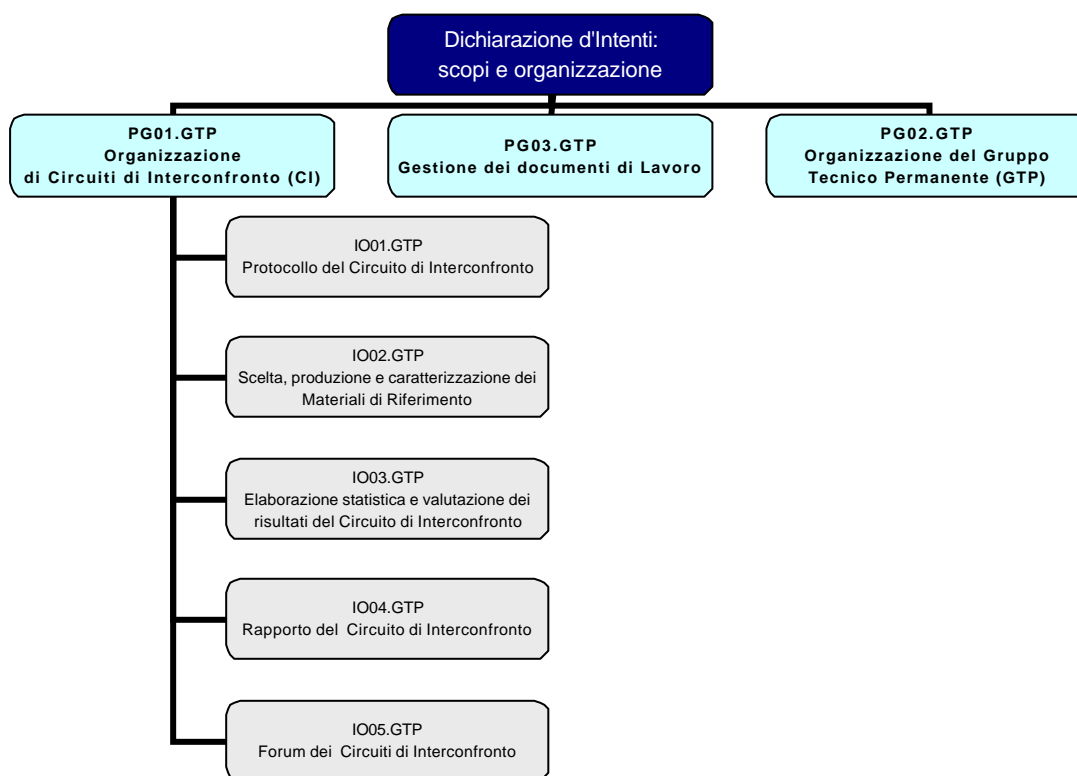 Dichiarazione d'Intenti:
scopi e organizzazione
PG01.GTP
Organizzazione
di Circuiti di Interconfronto (CI)
PG03.GTP
Gestione dei documenti di Lavoro
PG02.GTP
Organizzazione del Gruppo
Tecnico Permanente (GTP)
IO01.GTP
Protocollo del Circuito di Interconfronto
IO02.GTP
Scelta, produzione e caratterizzazione dei
Materiali di Riferimento
IO03.GTP
Elaborazione statistica e valutazione dei
risultati del Circuito di Interconfronto
IO04.GTP
Rapporto del Circuito di Interconfronto
IO05.GTP
Forum dei Circuiti di Interconfronto